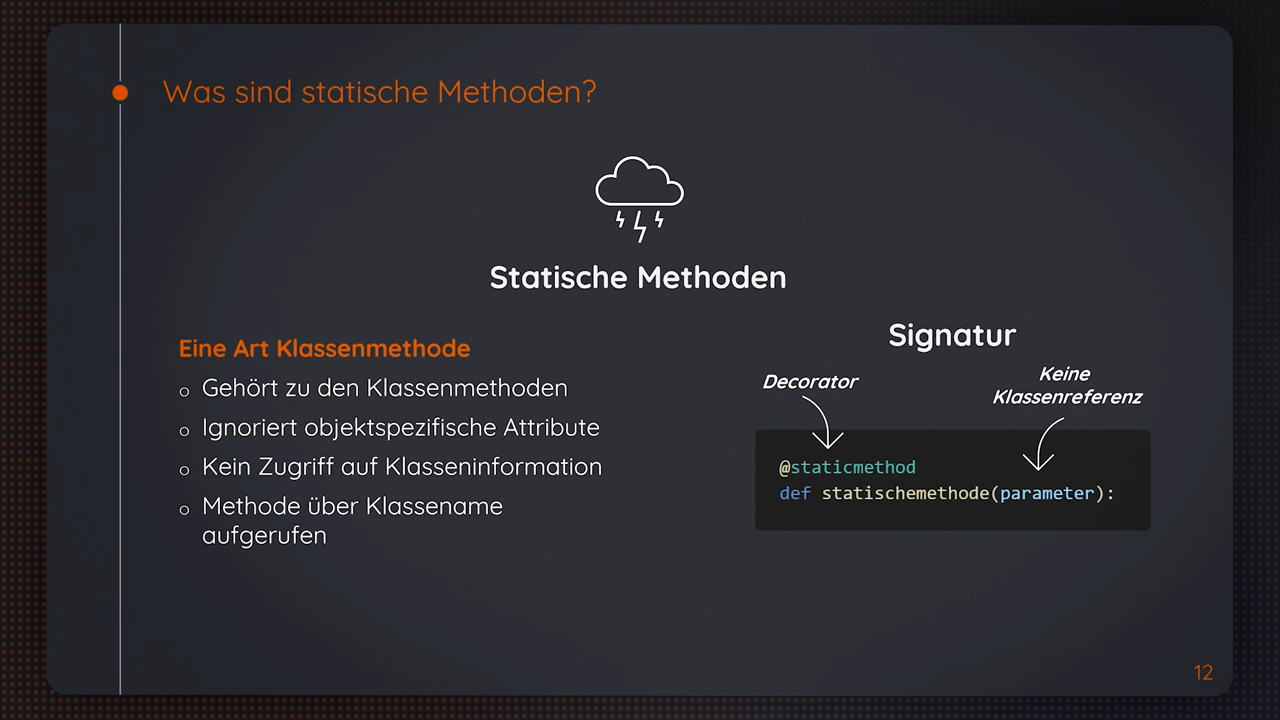 Was sind statische Methoden?
Statische Methoden
Eine Art Klassenmethode
Gehört zu den Klassenmethoden
Ignoriert objektspezifische Attribute
Kein Zugriff auf Klasseninformation
Methode über Klassename
aufgerufen
Signatur
Decorator
Keine
Klassenreferenz
@staticmethod
def statischemethode(parameter):
12